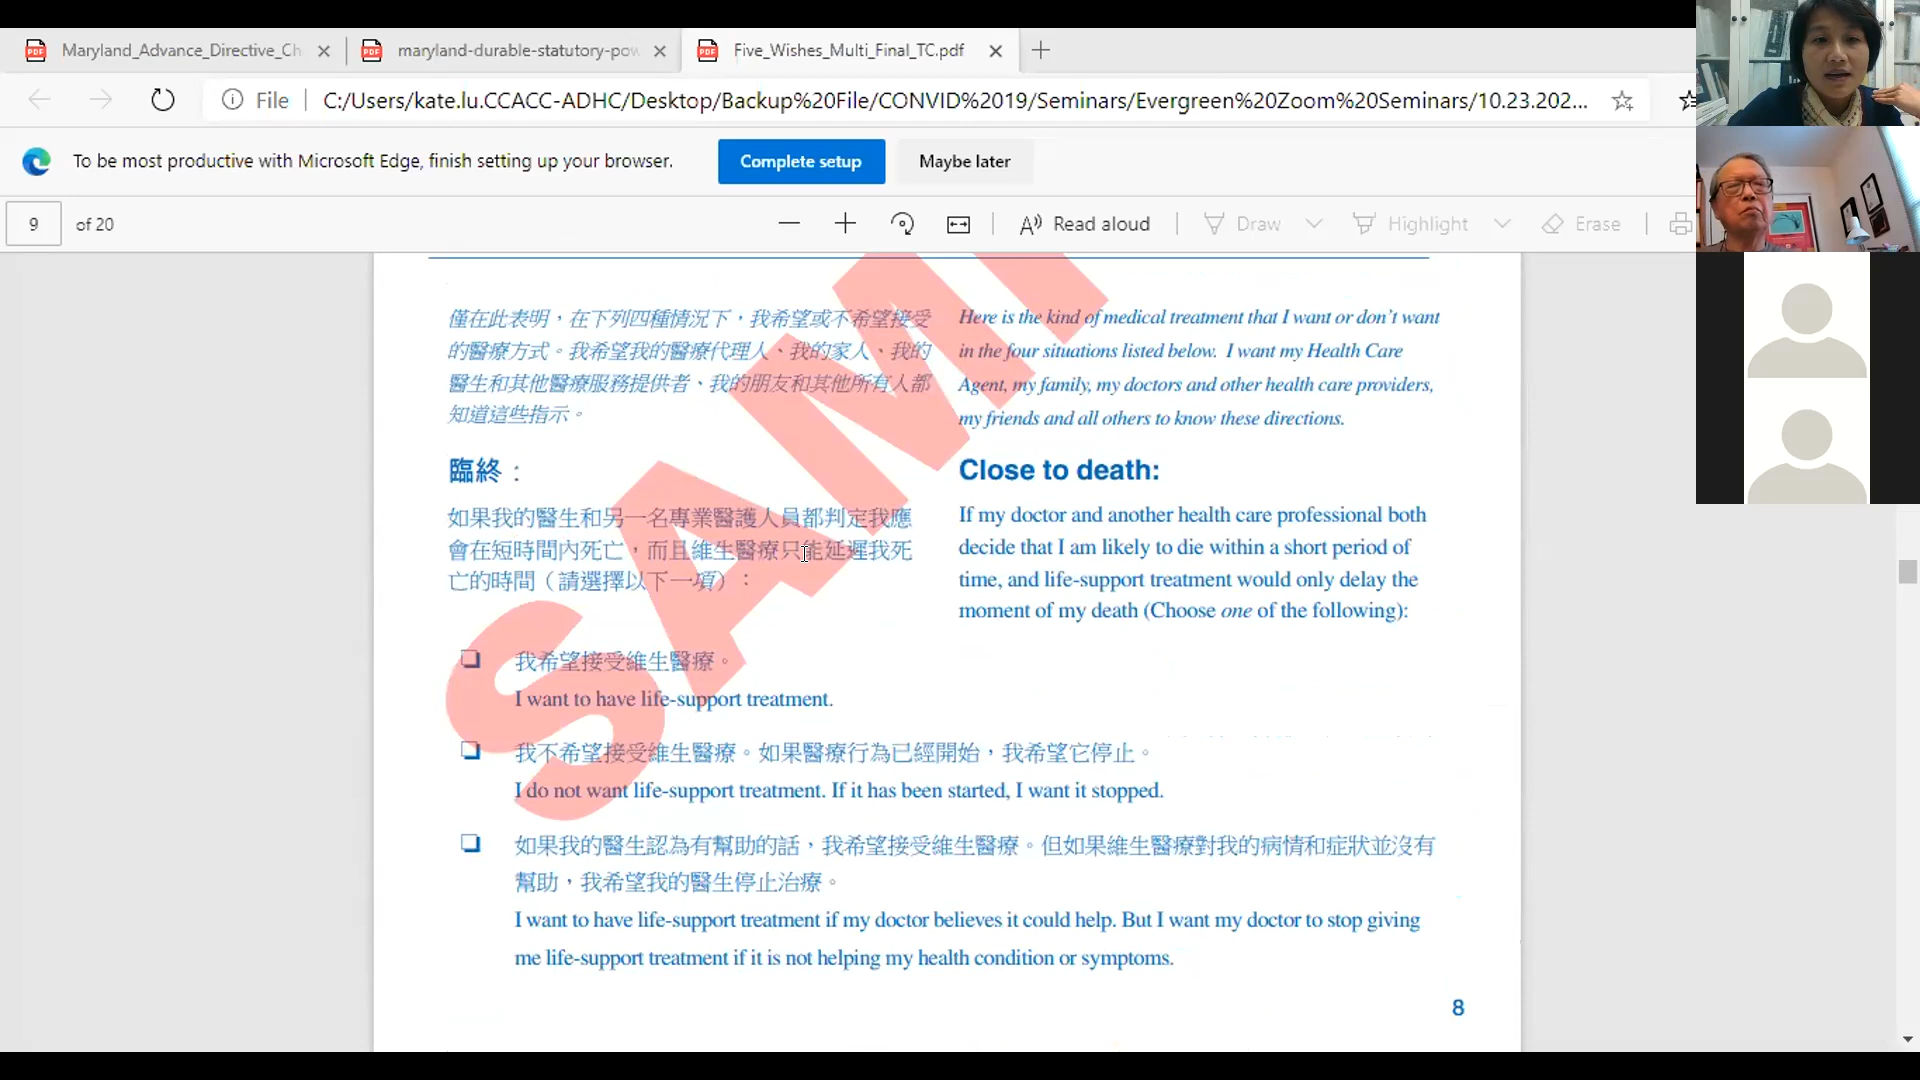 Maryland_Advance_Directive_Ch
maryland-durable-statutory-pow
Five_Wishes_Multi_Final_TC.pdf
File
C:/Users/kate.lu.CCACC-ADHC/Desktop/Backup%20File/CONVID%2019/Seminars/Evergreen%20Zoom%20Seminars/10.23.202...
To be most productive with Microsoft Edge, finish setting up your browser.
Complete setup
Maybe later
9 of 20
Read aloud
Draw
Highlight
Erase
僅在此表明，在下列四種情況下，我希望或不希望接受
的醫療方式。我希望我的醫療代理人、我的家人、我的
醫生和其他醫療服務提供者、我的朋友和其他所有人都
知道這些指示。
Here is the kind of medical treatment that I want or don't want
in the four situations listed below. I want my Health Care
Agent, my family, my doctors and other health care providers,
my friends and all others to know these directions.
臨終：
如果我的醫生和另一名專業醫護人員都判定我應
會在短時間內死亡，而且維生醫療只能延遲我死
亡的時間（請選擇以下一項）：
Close to death:
If my doctor and another health care professional both
decide that I am likely to die within a short period of
time, and life-support treatment would only delay the
moment of my death (Choose one of the following):
我希望接受維生醫療。
I want to have life-support treatment.
我不希望接受維生醫療。如果醫療行為已經開始，我希望它停止。
I do not want life-support treatment. If it has been started, I want it stopped.
如果我的醫生認為有幫助的話，我希望接受維生醫療。但如果維生醫療對我的病情和症狀並沒有
幫助，我希望我的醫生停止治療。
I want to have life-support treatment if my doctor believes it could help. But I want my doctor to stop giving
me life-support treatment if it is not helping my health condition or symptoms.
8
SAM